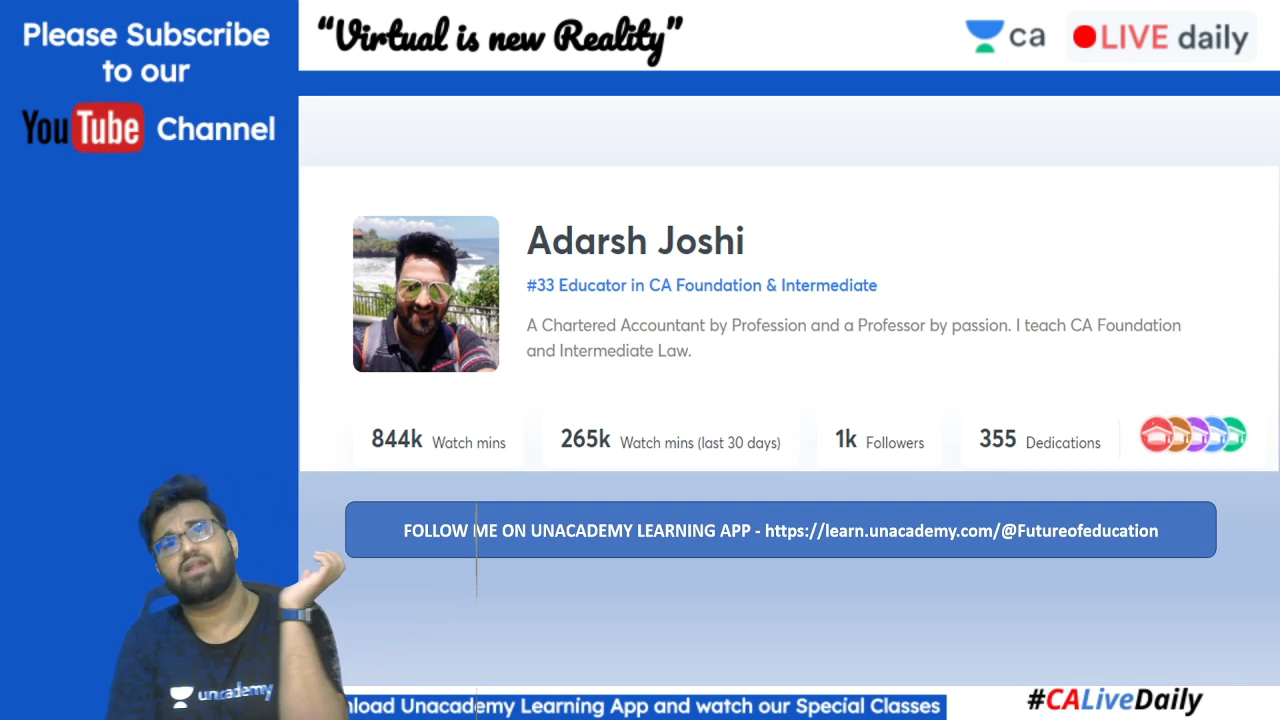 Please Subscribe
to our
YouTube Channel
“Virtual is new Reality”
ca
LIVE daily
Adarsh Joshi
#33 Educator in CA Foundation & Intermediate
A Chartered Accountant by Profession and a Professor by passion. I teach CA Foundation
and Intermediate Law.
844k Watch mins
265k Watch mins (last 30 days)
1k Followers
355 Dedications
FOLLOW ME ON UNACADEMY LEARNING APP - https://learn.unacademy.com/@Futureofeducation
unacademy
nload Unacademy Learning App and watch our Special Classes
#CALiveDaily